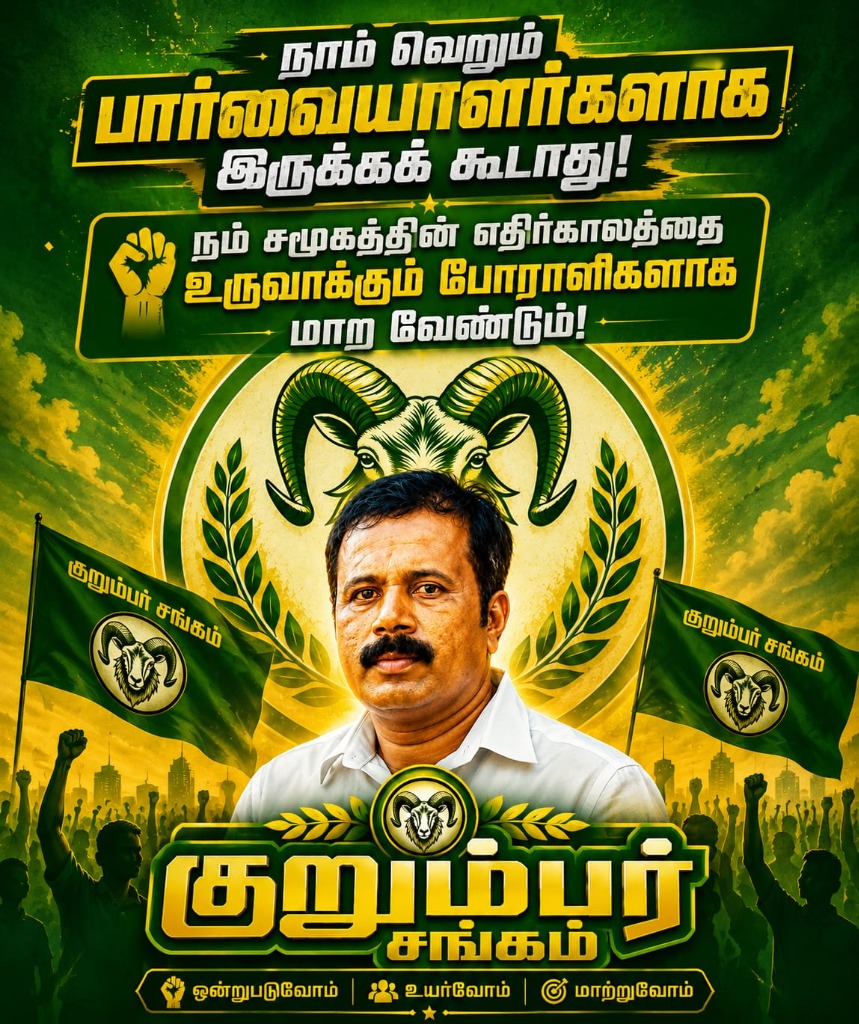 நாம் வெறும்
பார்வையாளர்களாக
இருக்கக் கூடாது!
நம் சமூகத்தின் எதிர்காலத்தை
உருவாக்கும் போராளிகளாக
மாற வேண்டும்!
குறும்பர் சங்கம்
குறும்பர் சங்கம்
குறும்பர்
சங்கம்
ஒன்றுபடுவோம் | உயர்வோம் | மாற்றுவோம்